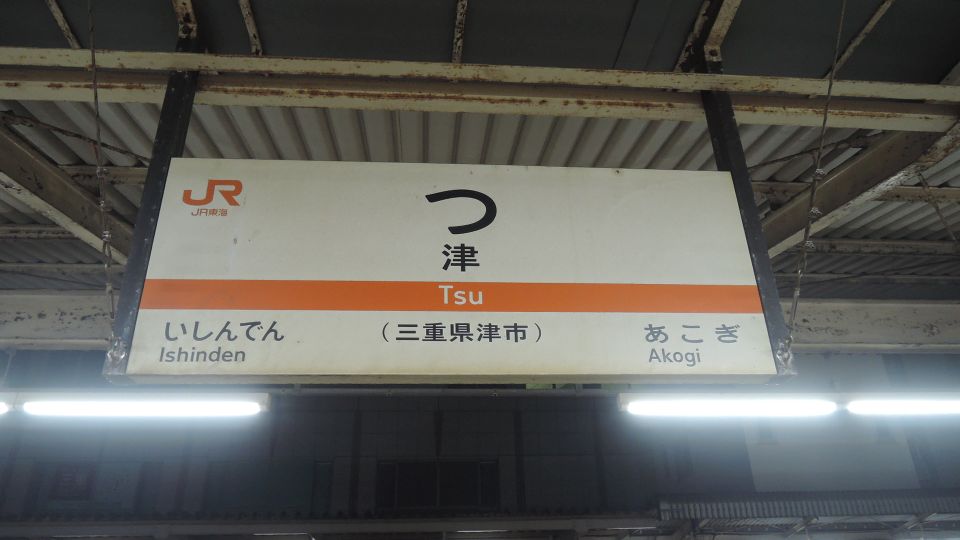 JR
JR東海
つ
津
Tsu
いしんでん
Ishinden
(三重県津市)
あこぎ
Akogi